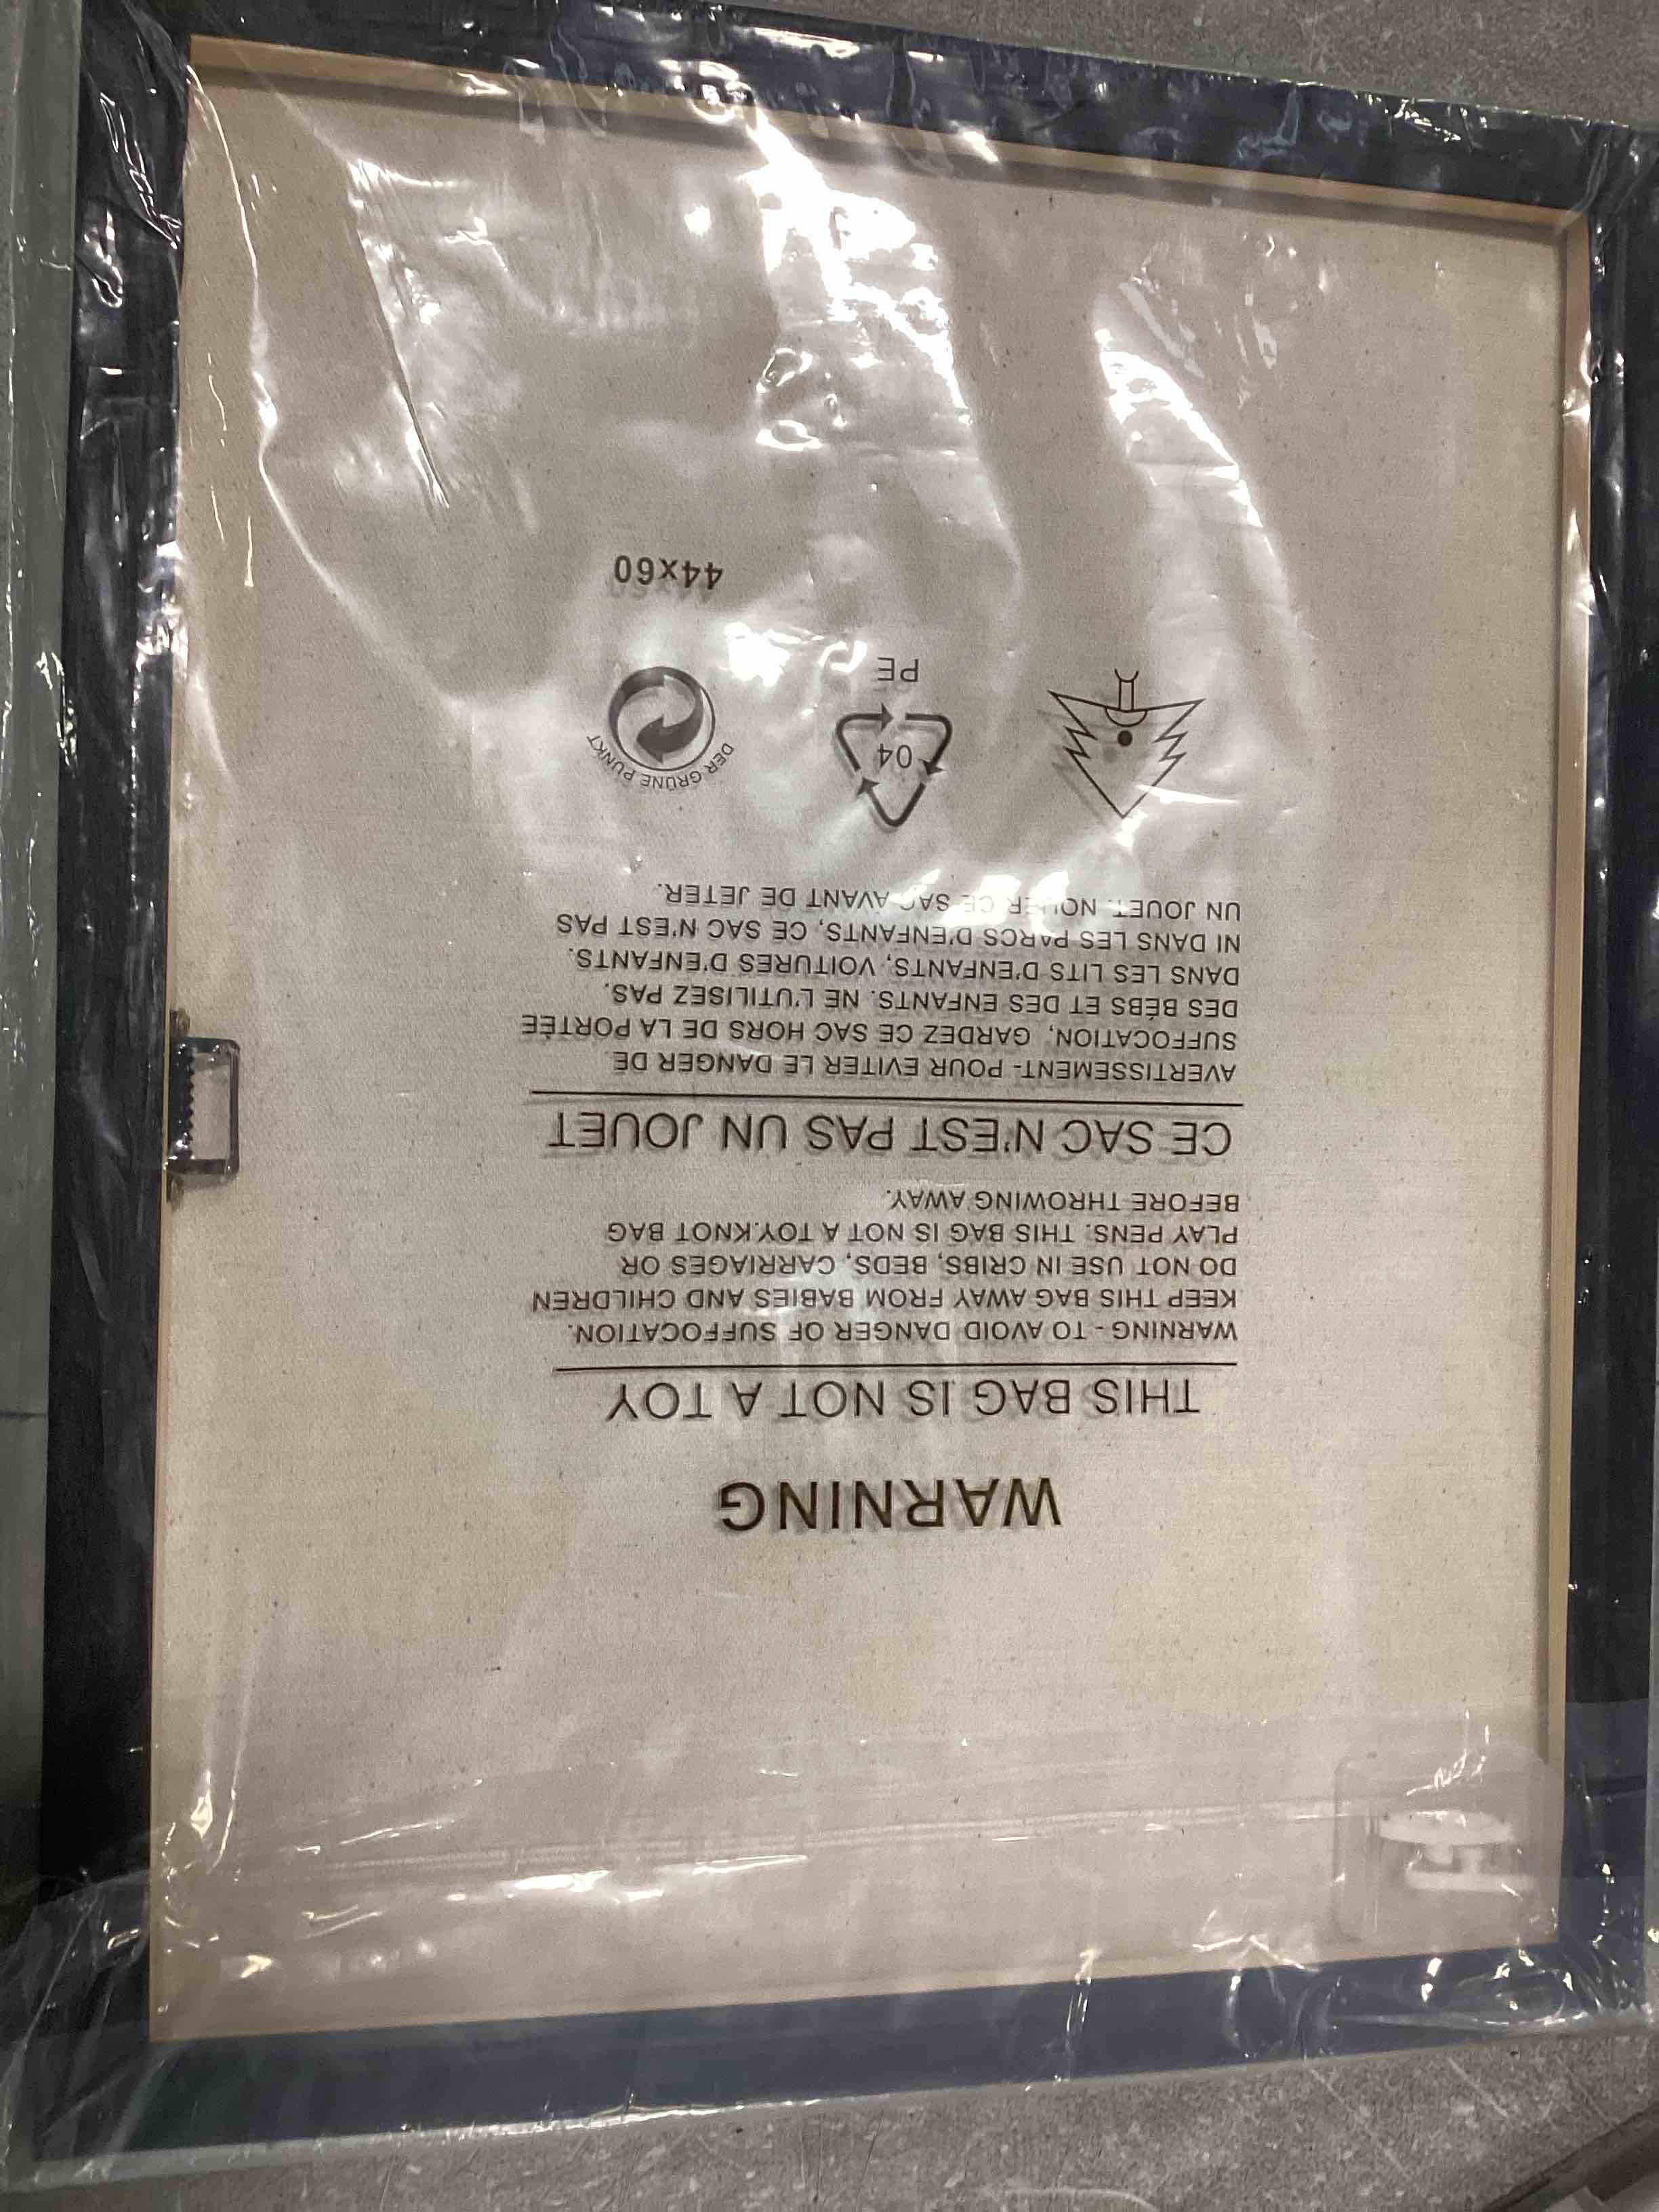 WARNING
THIS BAG IS NOT A TOY
WARNING - TO AVOID DANGER OF SUFFOCATION.
KEEP THIS BAG AWAY FROM BABIES AND CHILDREN
DO NOT USE IN CRIBS, BEDS, CARRIAGES OR
PLAY PENS. THIS BAG IS NOT A TOY.KNOT BAG
BEFORE THROWING AWAY.
CE SAC N'EST PAS UN JOUET
AVERTISSEMENT- POUR EVITER LE DANGER DE
SUFFOCATION, GARDEZ CE SAC HORS DE LA PORTÉE
DES BÉBS ET DES ENFANTS. NE L'UTILISEZ PAS.
DANS LES LITS D'ENFANTS, VOITURES D'ENFANTS.
NI DANS LES PARCS D'ENFANTS, CE SAC N'EST PAS
UN JOUET. NOUER CE SAC AVANT DE JETER.
04
PE
DER GRÜNE PUNKT
44x60